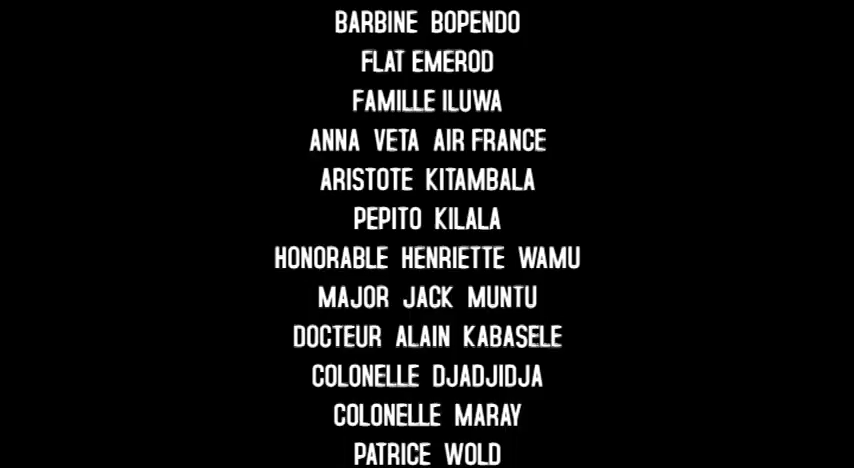 BARBINE BOPENDO
FLAT EMEROD
FAMILLE ILUWA
ANNA VETA AIR FRANCE
ARISTOTE KITAMBALA
PEPITO KILALA
HONORABLE HENRIETTE WAMU
MAJOR JACK MUNTU
DOCTEUR ALAIN KABASELE
COLONELLE DJADJIDJA
COLONELLE MARAY
PATRICE WOLD